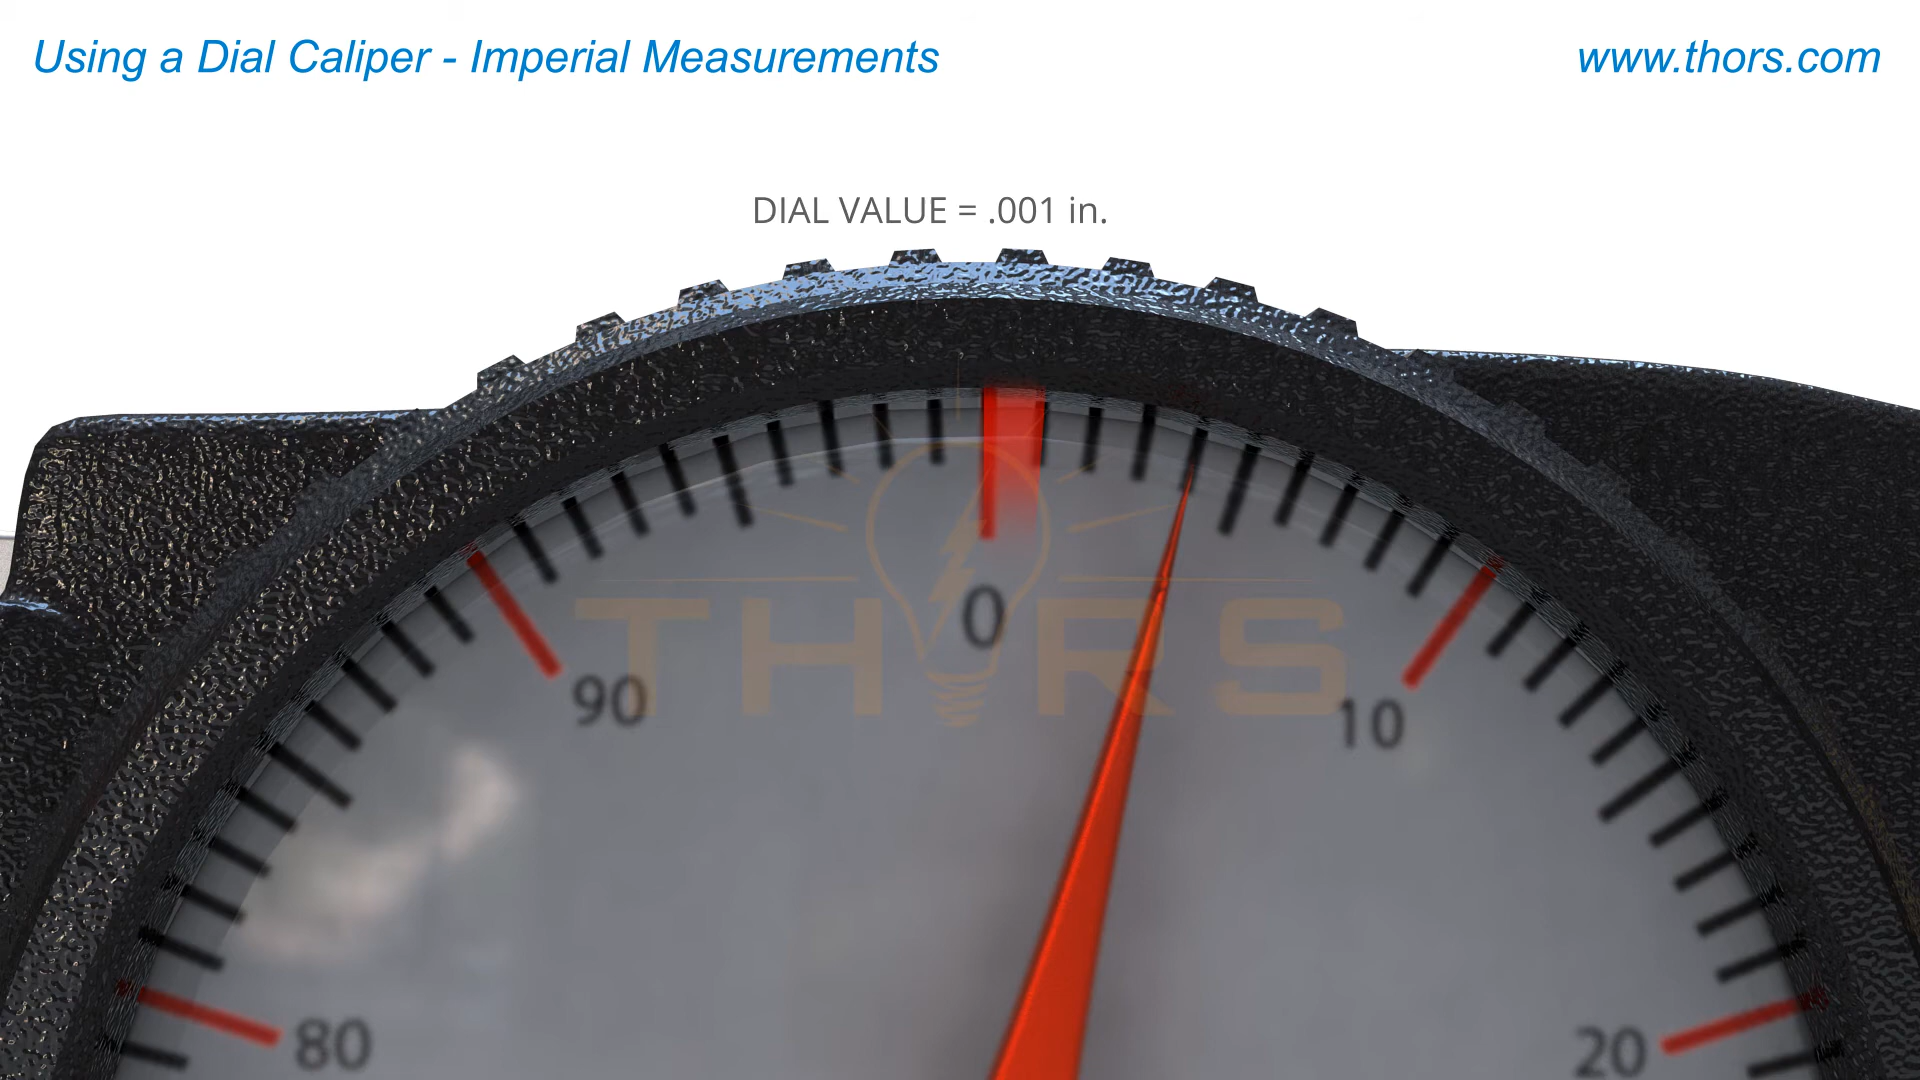 Using a Dial Caliper - Imperial Measurements
www.thors.com
DIAL VALUE = .001 in.
0
90
10
80
20
THORS